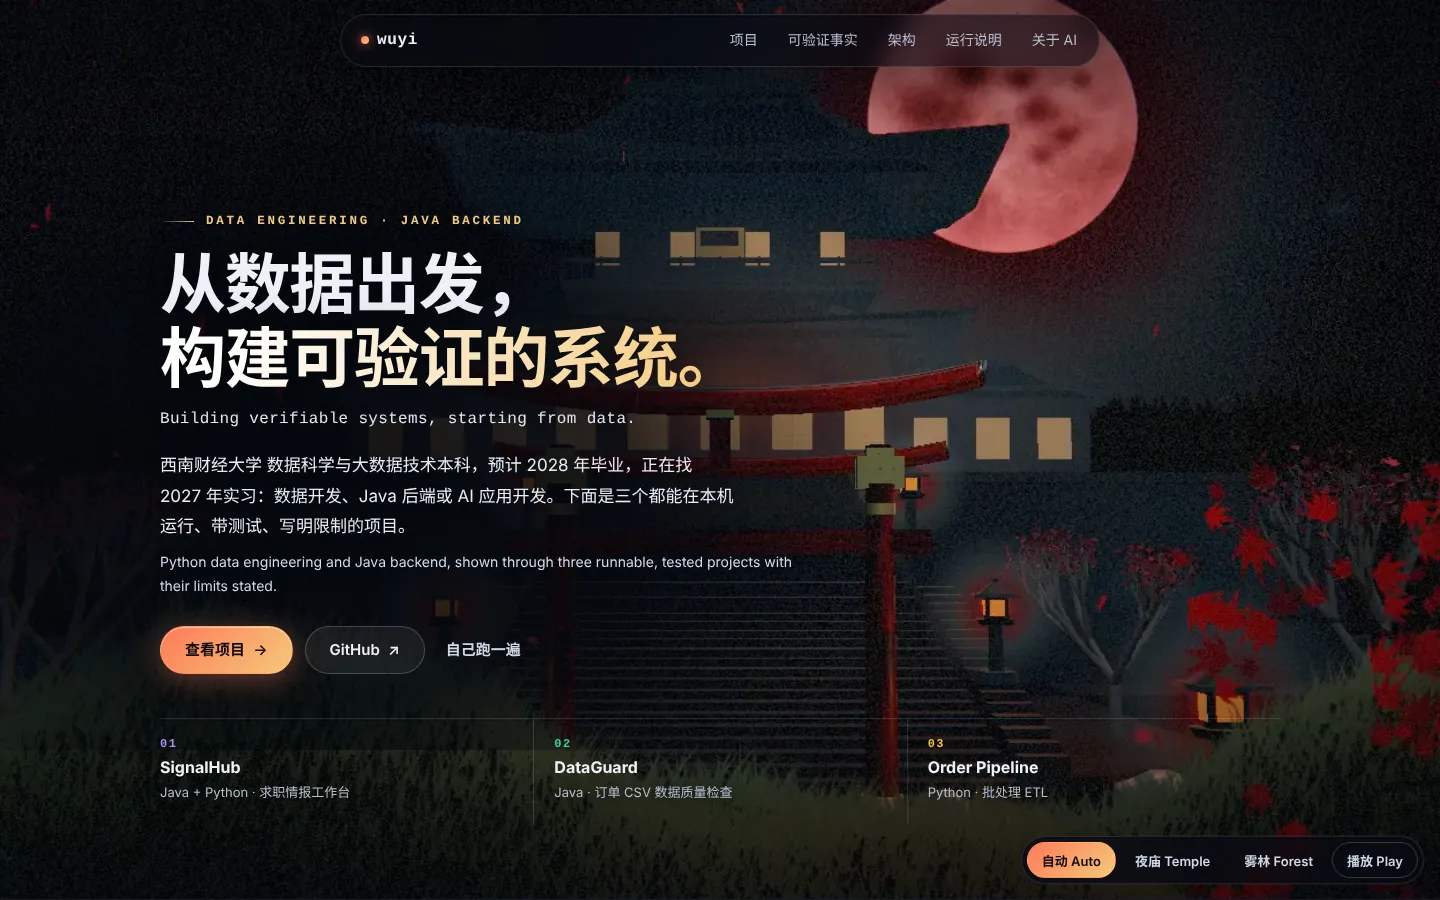 wuyi
项目 可验证事实 架构 运行说明 关于 AI
DATA ENGINEERING · JAVA BACKEND
从数据出发，
构建可验证的系统。
Building verifiable systems, starting from data.
西南财经大学 数据科学与大数据技术本科，预计 2028 年毕业，正在找
2027 年实习：数据开发、Java 后端或 AI 应用开发。下面是三个都能在本机
运行、带测试、写明限制的项目。
Python data engineering and Java backend, shown through three runnable, tested projects with
their limits stated.
查看项目 → GitHub ↗ 自己跑一遍
01
SignalHub
Java + Python · 求职情报工作台
02
DataGuard
Java · 订单 CSV 数据质量检查
03
Order Pipeline
Python · 批处理 ETL
自动 Auto 夜庙 Temple 雾林 Forest 播放 Play